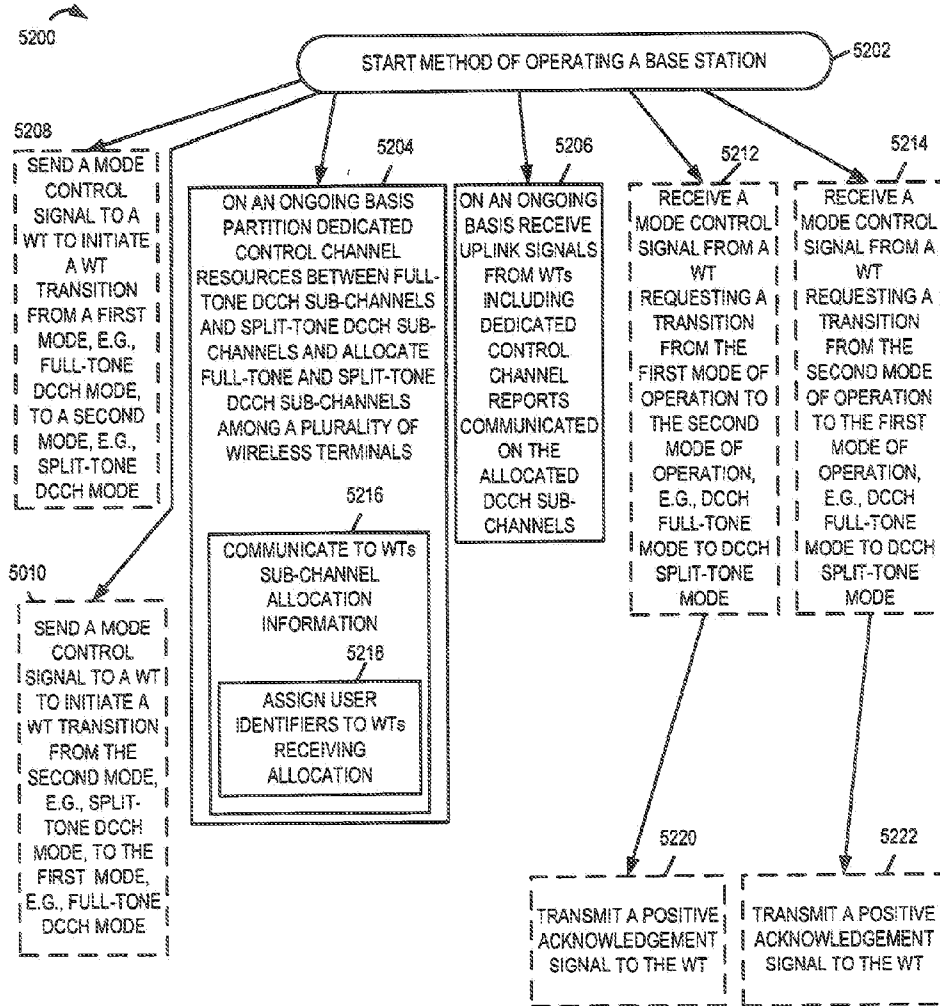 5200
START METHOD OF OPERATING A BASE STATION
5202
5208
SEND A MODE
CONTROL
SIGNAL TO A
WT TO INITIATE
A WT
TRANSITION
FROM A FIRST
MODE, E.G.,
FULL-TONE
DCCH MODE,
TO A SECOND
MODE, E.G.,
SPLIT-TONE
DCCH MODE
5010
SEND A MODE
CONTROL
SIGNAL TO A WT
TO INITIATE A
WT TRANSITION
FROM THE
SECOND MODE,
E.G., SPLIT-
TONE DCCH
MODE, TO THE
FIRST MODE,
E.G., FULL-TONE
DCCH MODE
5204
ON AN ONGOING BASIS
PARTITION DEDICATED
CONTROL CHANNEL
RESOURCES BETWEEN FULL-
TONE DCCH SUB-CHANNELS
AND SPLIT-TONE DCCH SUB-
CHANNELS AND ALLOCATE
FULL-TONE AND SPLIT-TONE
DCCH SUB-CHANNELS
AMONG A PLURALITY OF
WIRELESS TERMINALS
5216
COMMUNICATE TO WTs
SUB-CHANNEL
ALLOCATION
INFORMATION
5218
ASSIGN USER
IDENTIFIERS TO WTs
RECEIVING
ALLOCATION
5206
ON AN ONGOING
BASIS RECEIVE
UPLINK SIGNALS
FROM WTs
INCLUDING
DEDICATED
CONTROL
CHANNEL
REPORTS
COMMUNICATED
ON THE
ALLOCATED
DCCH SUB-
CHANNELS
5212
RECEIVE A
MODE CONTROL
SIGNAL FROM A
WT
REQUESTING A
TRANSITION
FROM THE
FIRST MODE OF
OPERATION TO
THE SECOND
MODE OF
OPERATION,
E.G., DCCH
FULL-TONE
MODE TO DCCH
SPLIT-TONE
MODE
5214
RECEIVE A
MODE CONTROL
SIGNAL FROM A
WT
REQUESTING A
TRANSITION
FROM THE
SECOND MODE
OF OPERATION
TO THE FIRST
MODE OF
OPERATION,
E.G., DCCH
FULL-TONE
MODE TO DCCH
SPLIT-TONE
MODE
5220
TRANSMIT A POSITIVE
ACKNOWLEDGEMENT
SIGNAL TO THE WT
5222
TRANSMIT A POSITIVE
ACKNOWLEDGEMENT
SIGNAL TO THE WT